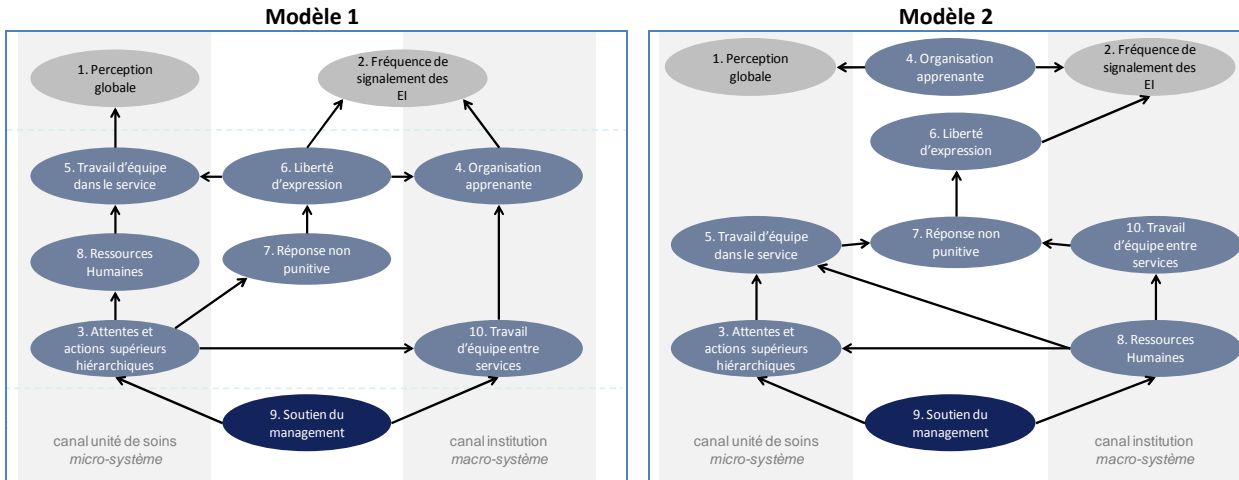 Modèle 1
1. Perception
globale
2. Fréquence de
signalement des
EI
5. Travail d'équipe
dans le service
6. Liberté
d'expression
4. Organisation
apprenante
8. Ressources
Humaines
7. Réponse non
punitive
3. Attentes et
actions supérieurs
hiérarchiques
10. Travail
d'équipe entre
services
9. Soutien du
management
canal unité de soins
micro-système
canal institution
macro-système
Modèle 2
1. Perception
globale
4. Organisation
apprenante
2. Fréquence de
signalement des
EI
6. Liberté
d'expression
5. Travail d'équipe
dans le service
7. Réponse non
punitive
10. Travail
d'équipe entre
services
3. Attentes et
actions supérieurs
hiérarchiques
8. Ressources
Humaines
9. Soutien du
management
canal unité de soins
micro-système
canal institution
macro-système